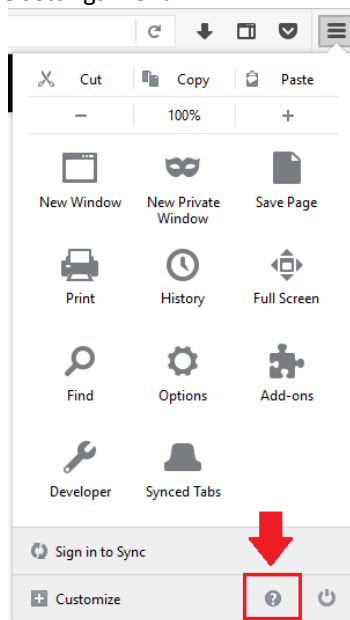 Cut Copy Paste
− 100% +
New Window New Private Window Save Page
Print History Full Screen
Find Options Add-ons
Developer Synced Tabs
Sign in to Sync
Customize ?